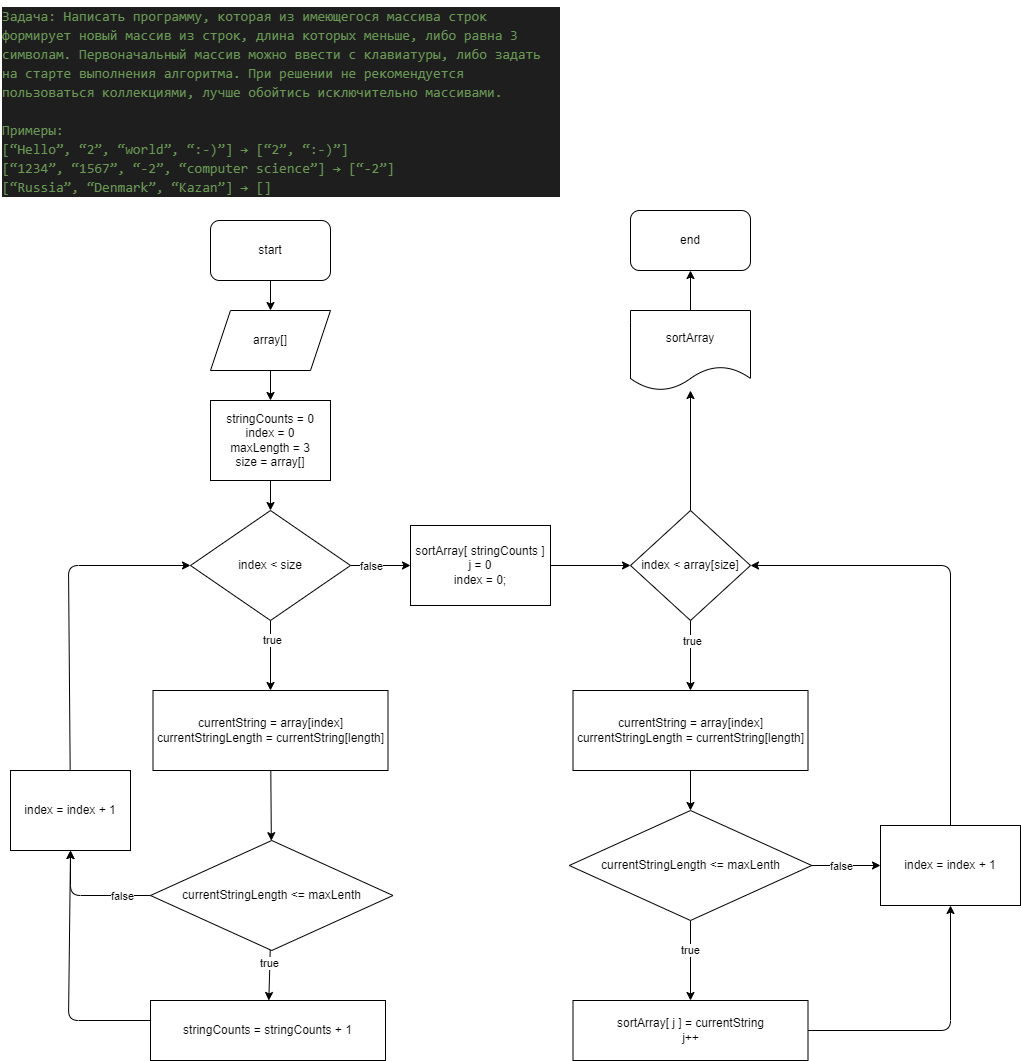 Задача: Написать программу, которая из имеющегося массива строк
формирует новый массив из строк, длина которых меньше, либо равна 3
символам. Первоначальный массив можно ввести с клавиатуры, либо задать
на старте выполнения алгоритма. При решении не рекомендуется
пользоваться коллекциями, лучше обойтись исключительно массивами.
Примеры:
[“Hello”, “2”, “world”, “:-)”] → [“2”, “:-)”]
[“1234”, “1567”, “-2”, “computer science”] → [“-2”]
[“Russia”, “Denmark”, “Kazan”] → []
start
array[]
stringCounts = 0
index = 0
maxLength = 3
size = array[]
index < size
false
true
currentString = array[index]
currentStringLength = currentString[length]
index = index + 1
currentStringLength <= maxLenth
false
true
stringCounts = stringCounts + 1
sortArray[ stringCounts ]
j = 0
index = 0;
end
sortArray
index < array[size]
true
currentString = array[index]
currentStringLength = currentString[length]
currentStringLength <= maxLenth
false
index = index + 1
true
sortArray[ j ] = currentString
j++